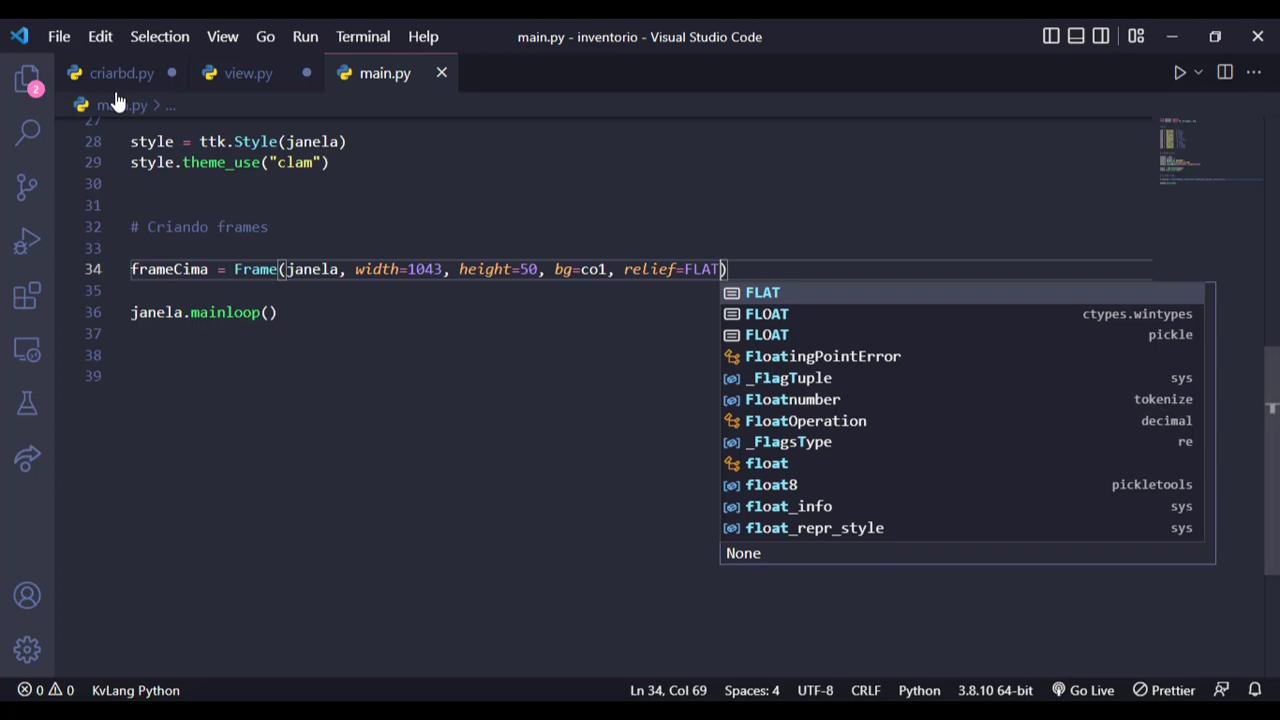 File Edit Selection View Go Run Terminal Help main.py - inventorio - Visual Studio Code
criarbd.py view.py main.py
2
main.py > ...
27
28 style = ttk.Style(janela)
29 style.theme_use("clam")
30
31
32 # Criando frames
33
34 frameCima = Frame(janela, width=1043, height=50, bg=co1, relief=FLAT)
35
36 janela.mainloop()
37
38
39
FLAT
FLOAT ctypes.wintypes
FLOAT pickle
FloatingPointError
_FlagTuple sys
Floatnumber tokenize
FloatOperation decimal
_FlagsType re
float
float8 pickletools
float_info sys
float_repr_style sys
None
0 0 KvLang Python Ln 34, Col 69 Spaces: 4 UTF-8 CRLF Python 3.8.10 64-bit Go Live Prettier